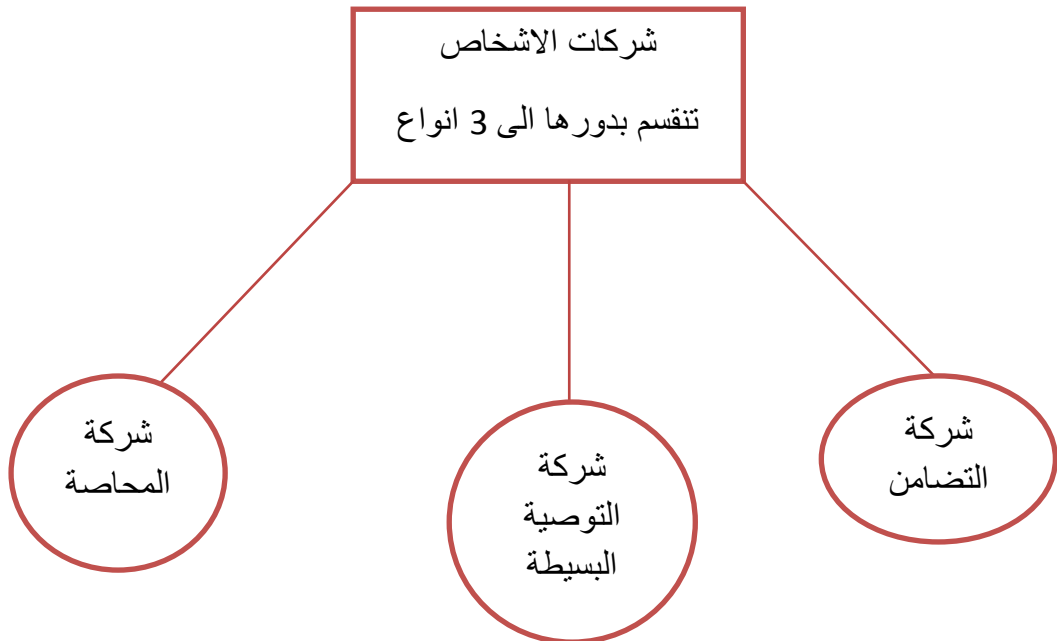 شركات الاشخاص
تنقسم بدورها الى 3 انواع
شركة
التضامن
شركة
التوصية
البسيطة
شركة
المحاصة